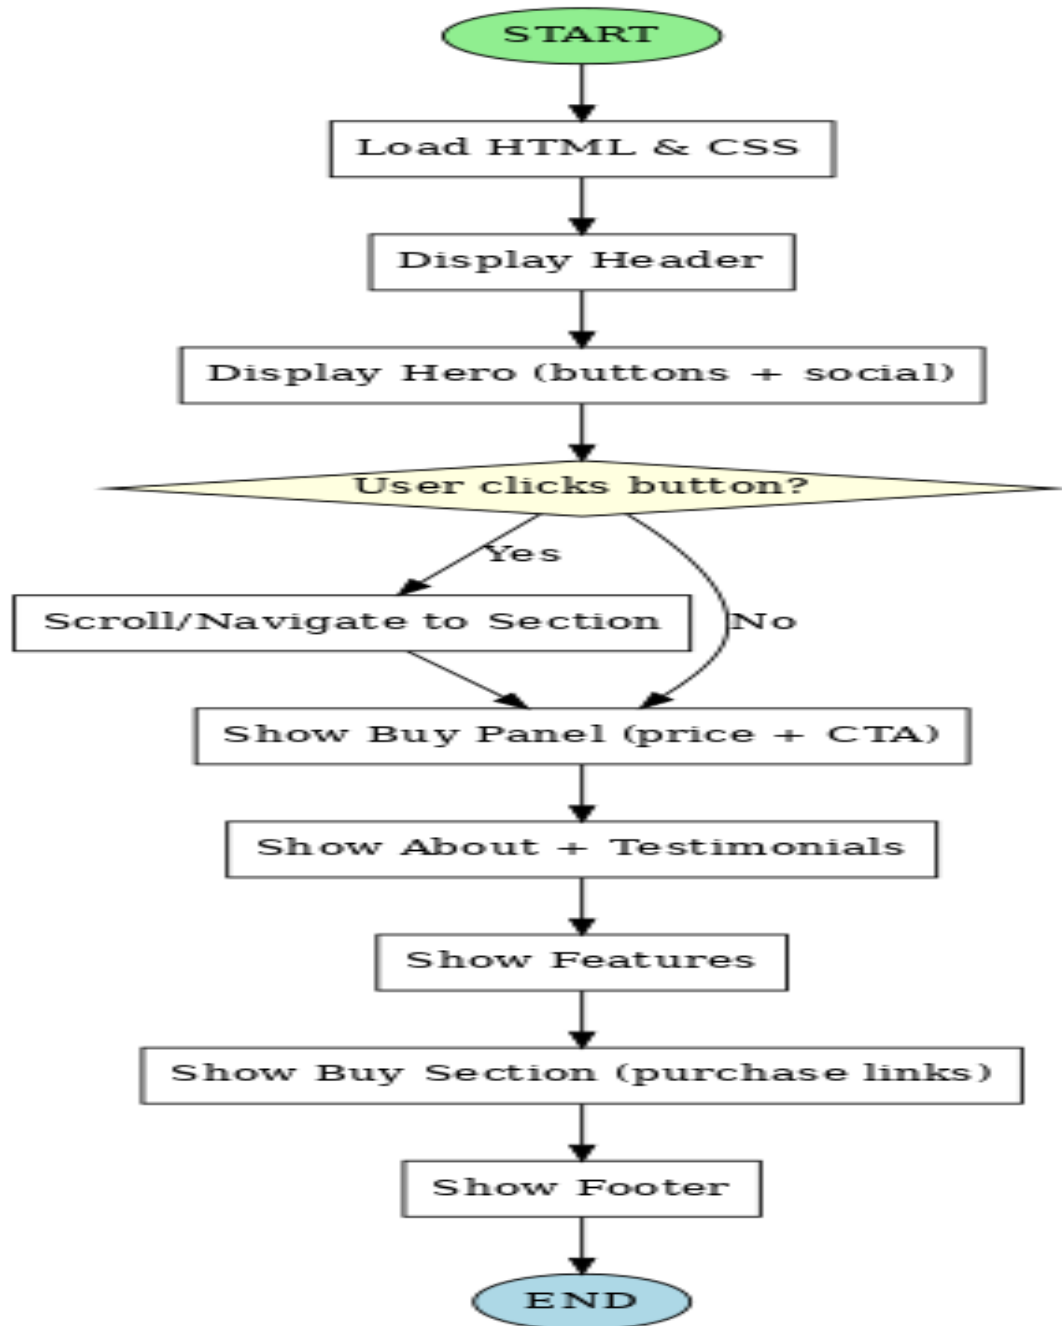 START
Load HTML & CSS
Display Header
Display Hero (buttons + social)
User clicks button?
Yes
Scroll/Navigate to Section
No
Show Buy Panel (price + CTA)
Show About + Testimonials
Show Features
Show Buy Section (purchase links)
Show Footer
END